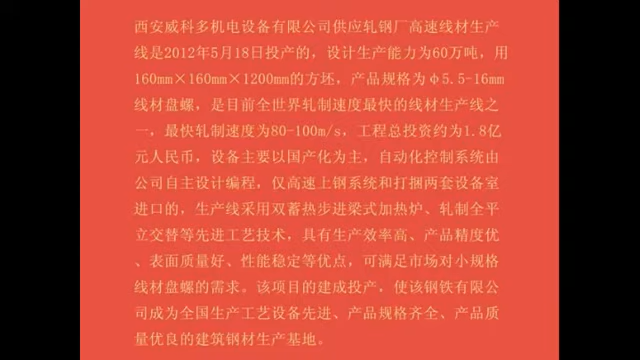 西安威科多机电设备有限公司供应轧钢厂高速线材生产
线是2012年5月18日投产的，设计生产能力为60万吨，用
160mm×160mm×1200mm的方坯，产品规格为φ5.5-16mm
线材盘螺，是目前全世界轧制速度最快的线材生产线之
一，最快轧制速度为80-100m/s，工程总投资约为1.8亿
元人民币，设备主要以国产化为主，自动化控制系统由
公司自主设计编程，仅高速上钢系统和打捆两套设备室
进口的，生产线采用双蓄热步进梁式加热炉、轧制全平
立交替等先进工艺技术，具有生产效率高、产品精度优
、表面质量好、性能稳定等优点，可满足市场对小规格
线材盘螺的需求。该项目的建成投产，使该钢铁有限公
司成为全国生产工艺设备先进、产品规格齐全、产品质
量优良的建筑钢材生产基地。